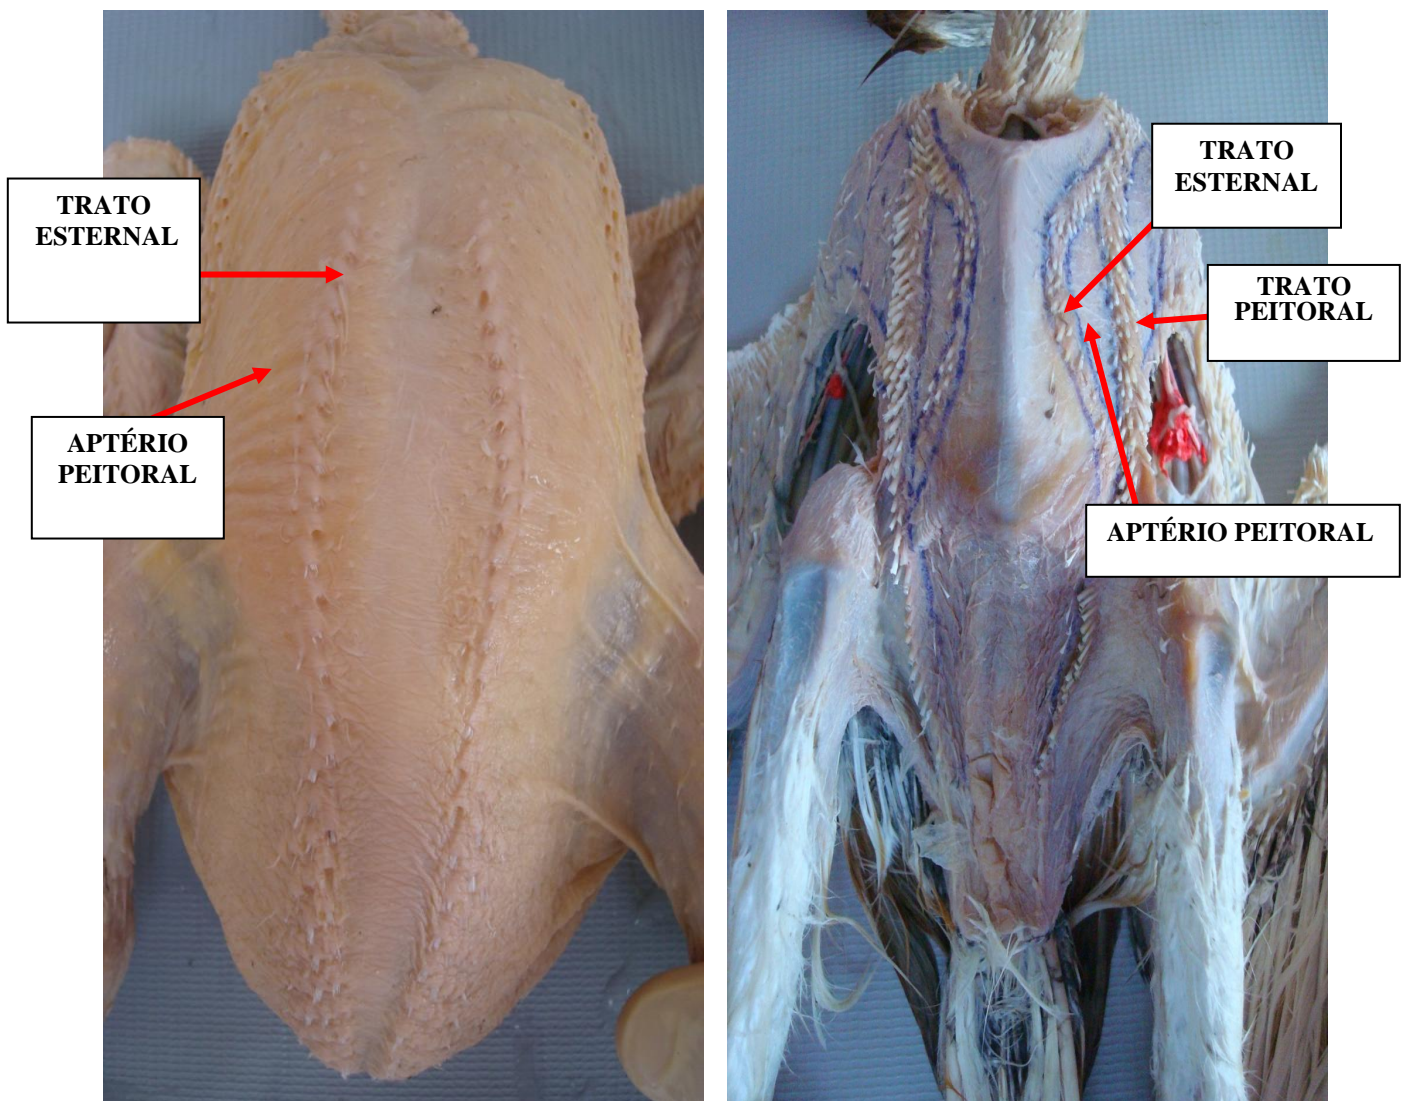 TRATO
ESTERNAL
APTÉRIO
PEITORAL
TRATO
ESTERNAL
TRATO
PEITORAL
APTÉRIO PEITORAL